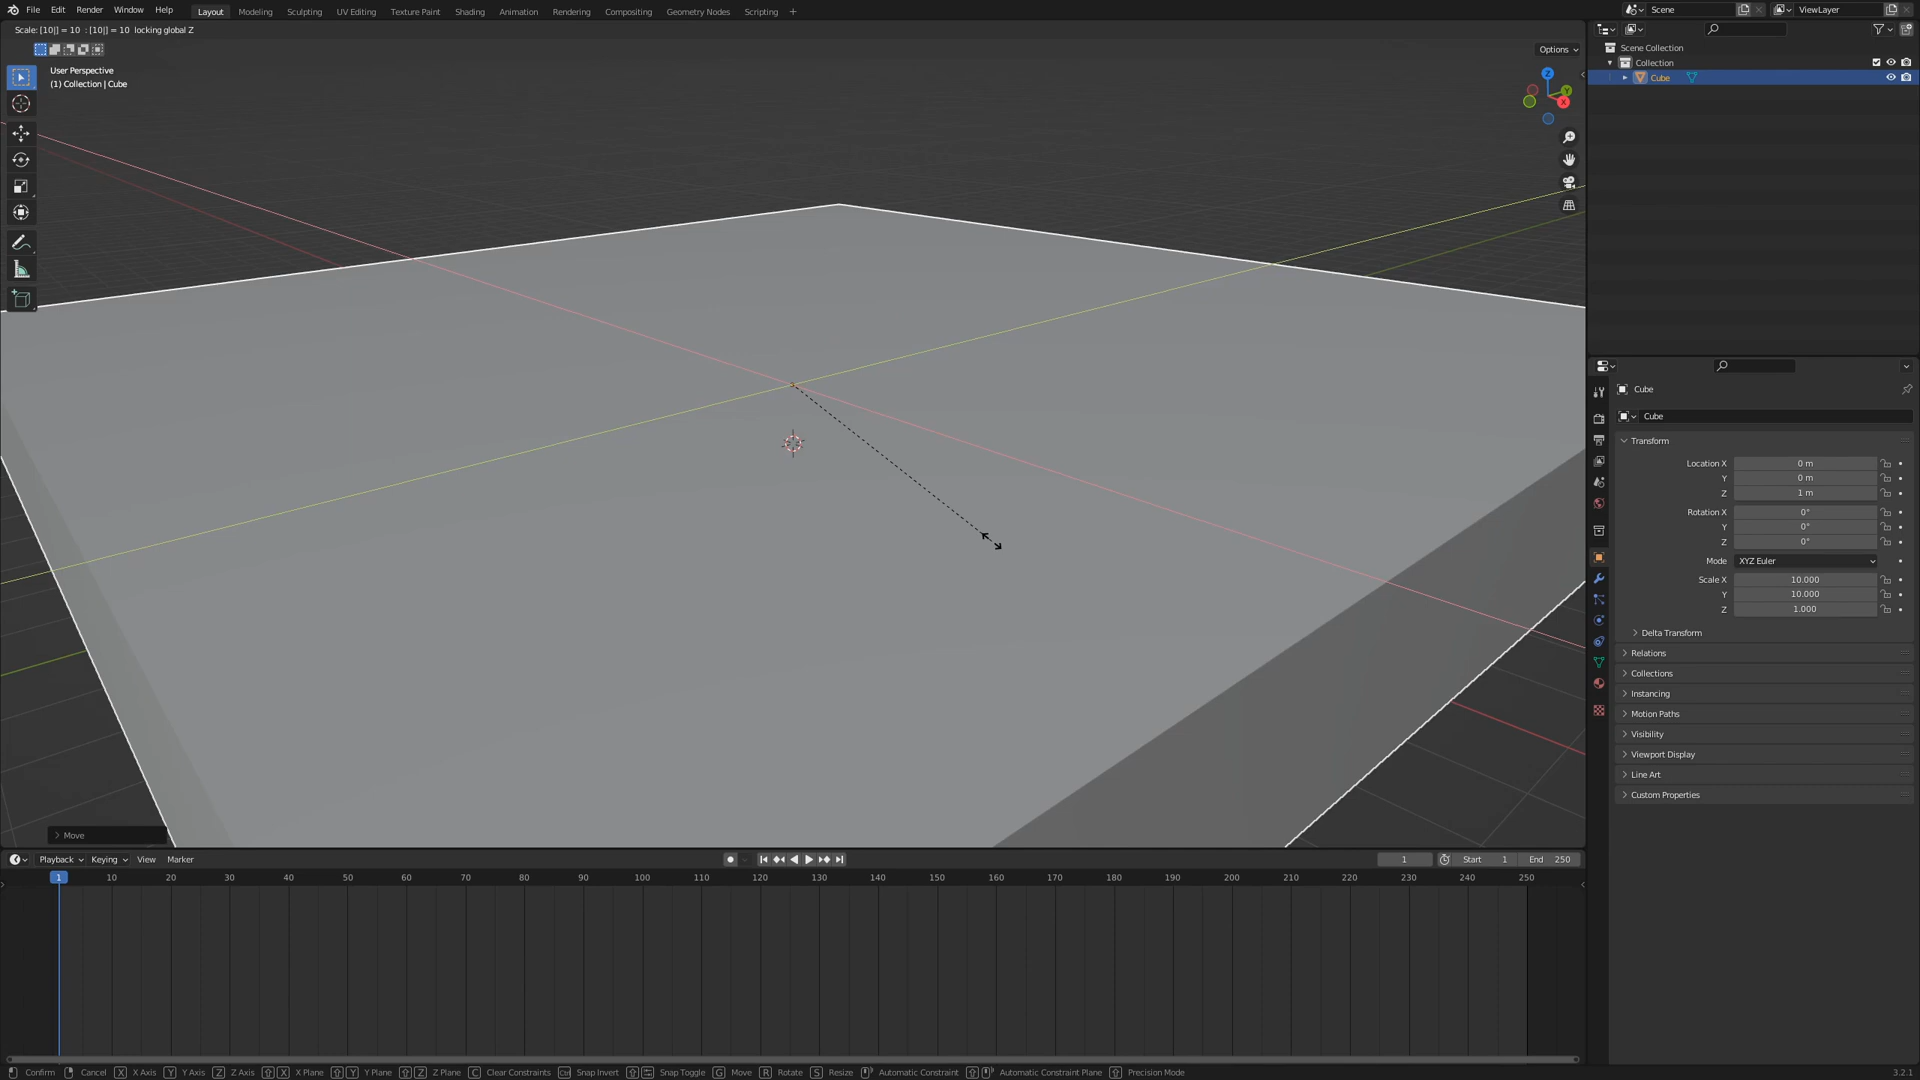 File Edit Render Window Help Layout Modeling Sculpting UV Editing Texture Paint Shading Animation Rendering Compositing Geometry Nodes Scripting + Scene ViewLayer
Scale: [10|] = 10 : [10|] = 10 locking global Z
Options
User Perspective
(1) Collection | Cube
Z
Y
X
Scene Collection
Collection
Cube
Cube
Cube
Transform
Location X 0 m
Y 0 m
Z 1 m
Rotation X 0°
Y 0°
Z 0°
Mode XYZ Euler
Scale X 10.000
Y 10.000
Z 1.000
Delta Transform
Relations
Collections
Instancing
Motion Paths
Visibility
Viewport Display
Line Art
Custom Properties
Move
Playback Keying View Marker 1 Start 1 End 250
1 10 20 30 40 50 60 70 80 90 100 110 120 130 140 150 160 170 180 190 200 210 220 230 240 250
Confirm Cancel X X Axis Y Y Axis Z Z Axis X X Plane Y Y Plane Z Z Plane C Clear Constraints Ctrl Snap Invert Snap Toggle G Move R Rotate S Resize Automatic Constraint Automatic Constraint Plane Precision Mode 3.2.1